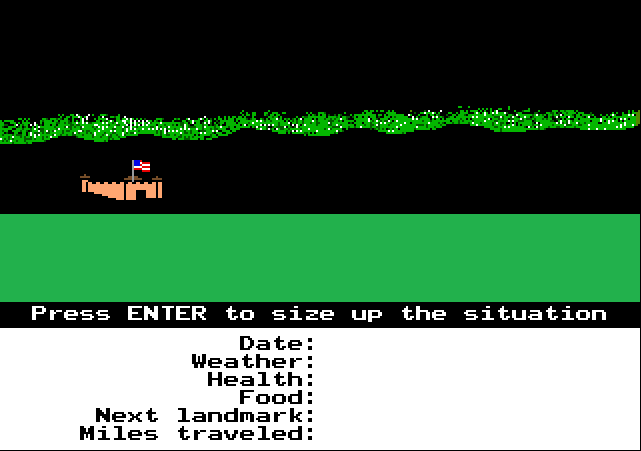 Press ENTER to size up the situation
Date:
Weather:
Health:
Food:
Next landmark:
Miles traveled: